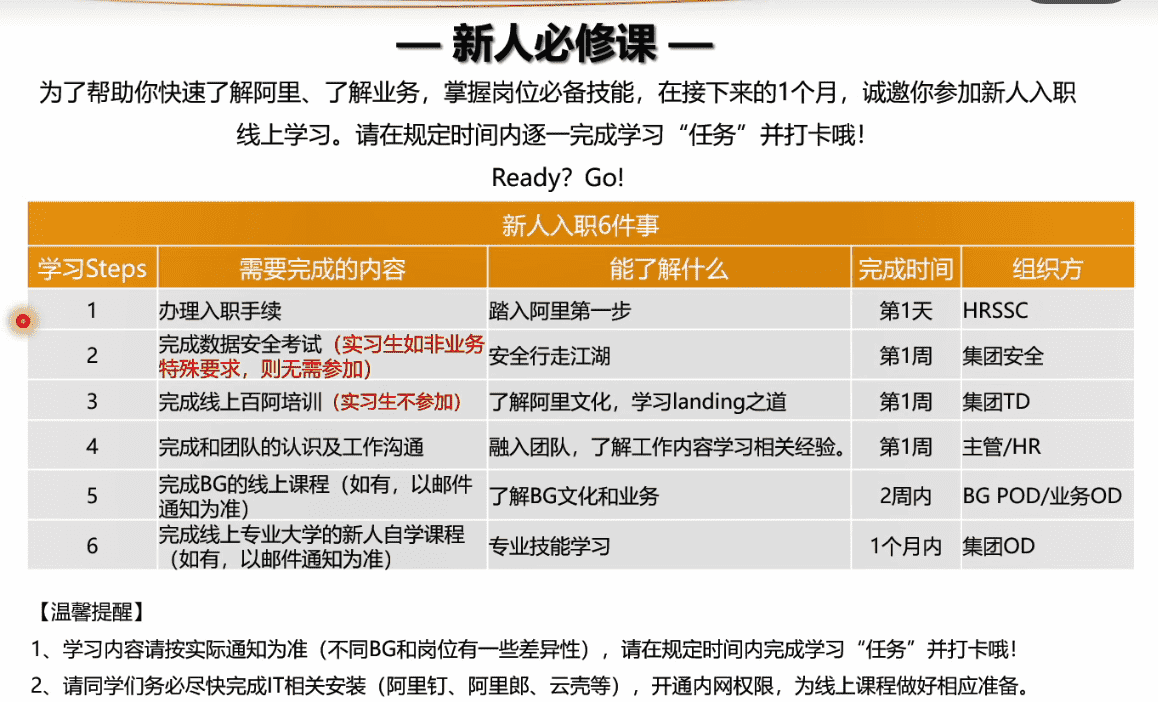 — 新人必修课 —
为了帮助你快速了解阿里、了解业务，掌握岗位必备技能，在接下来的1个月，诚邀你参加新人入职
线上学习。请在规定时间内逐一完成学习“任务”并打卡哦！
Ready？Go!
新人入职6件事
学习Steps 需要完成的内容 能了解什么 完成时间 组织方
1 办理入职手续 踏入阿里第一步 第1天 HRSSC
2 完成数据安全考试（实习生如非业务
特殊要求，则无需参加） 安全行走江湖 第1周 集团安全
3 完成线上百阿培训（实习生不参加） 了解阿里文化，学习landing之道 第1周 集团TD
4 完成和团队的认识及工作沟通 融入团队，了解工作内容学习相关经验。 第1周 主管/HR
5 完成BG的线上课程（如有，以邮件
通知为准） 了解BG文化和业务 2周内 BG POD/业务OD
6 完成线上专业大学的新人自学课程
（如有，以邮件通知为准） 专业技能学习 1个月内 集团OD
【温馨提醒】
1、学习内容请按实际通知为准（不同BG和岗位有一些差异性），请在规定时间内完成学习“任务”并打卡哦！
2、请同学们务必尽快完成IT相关安装（阿里钉、阿里郎、云壳等），开通内网权限，为线上课程做好相应准备。